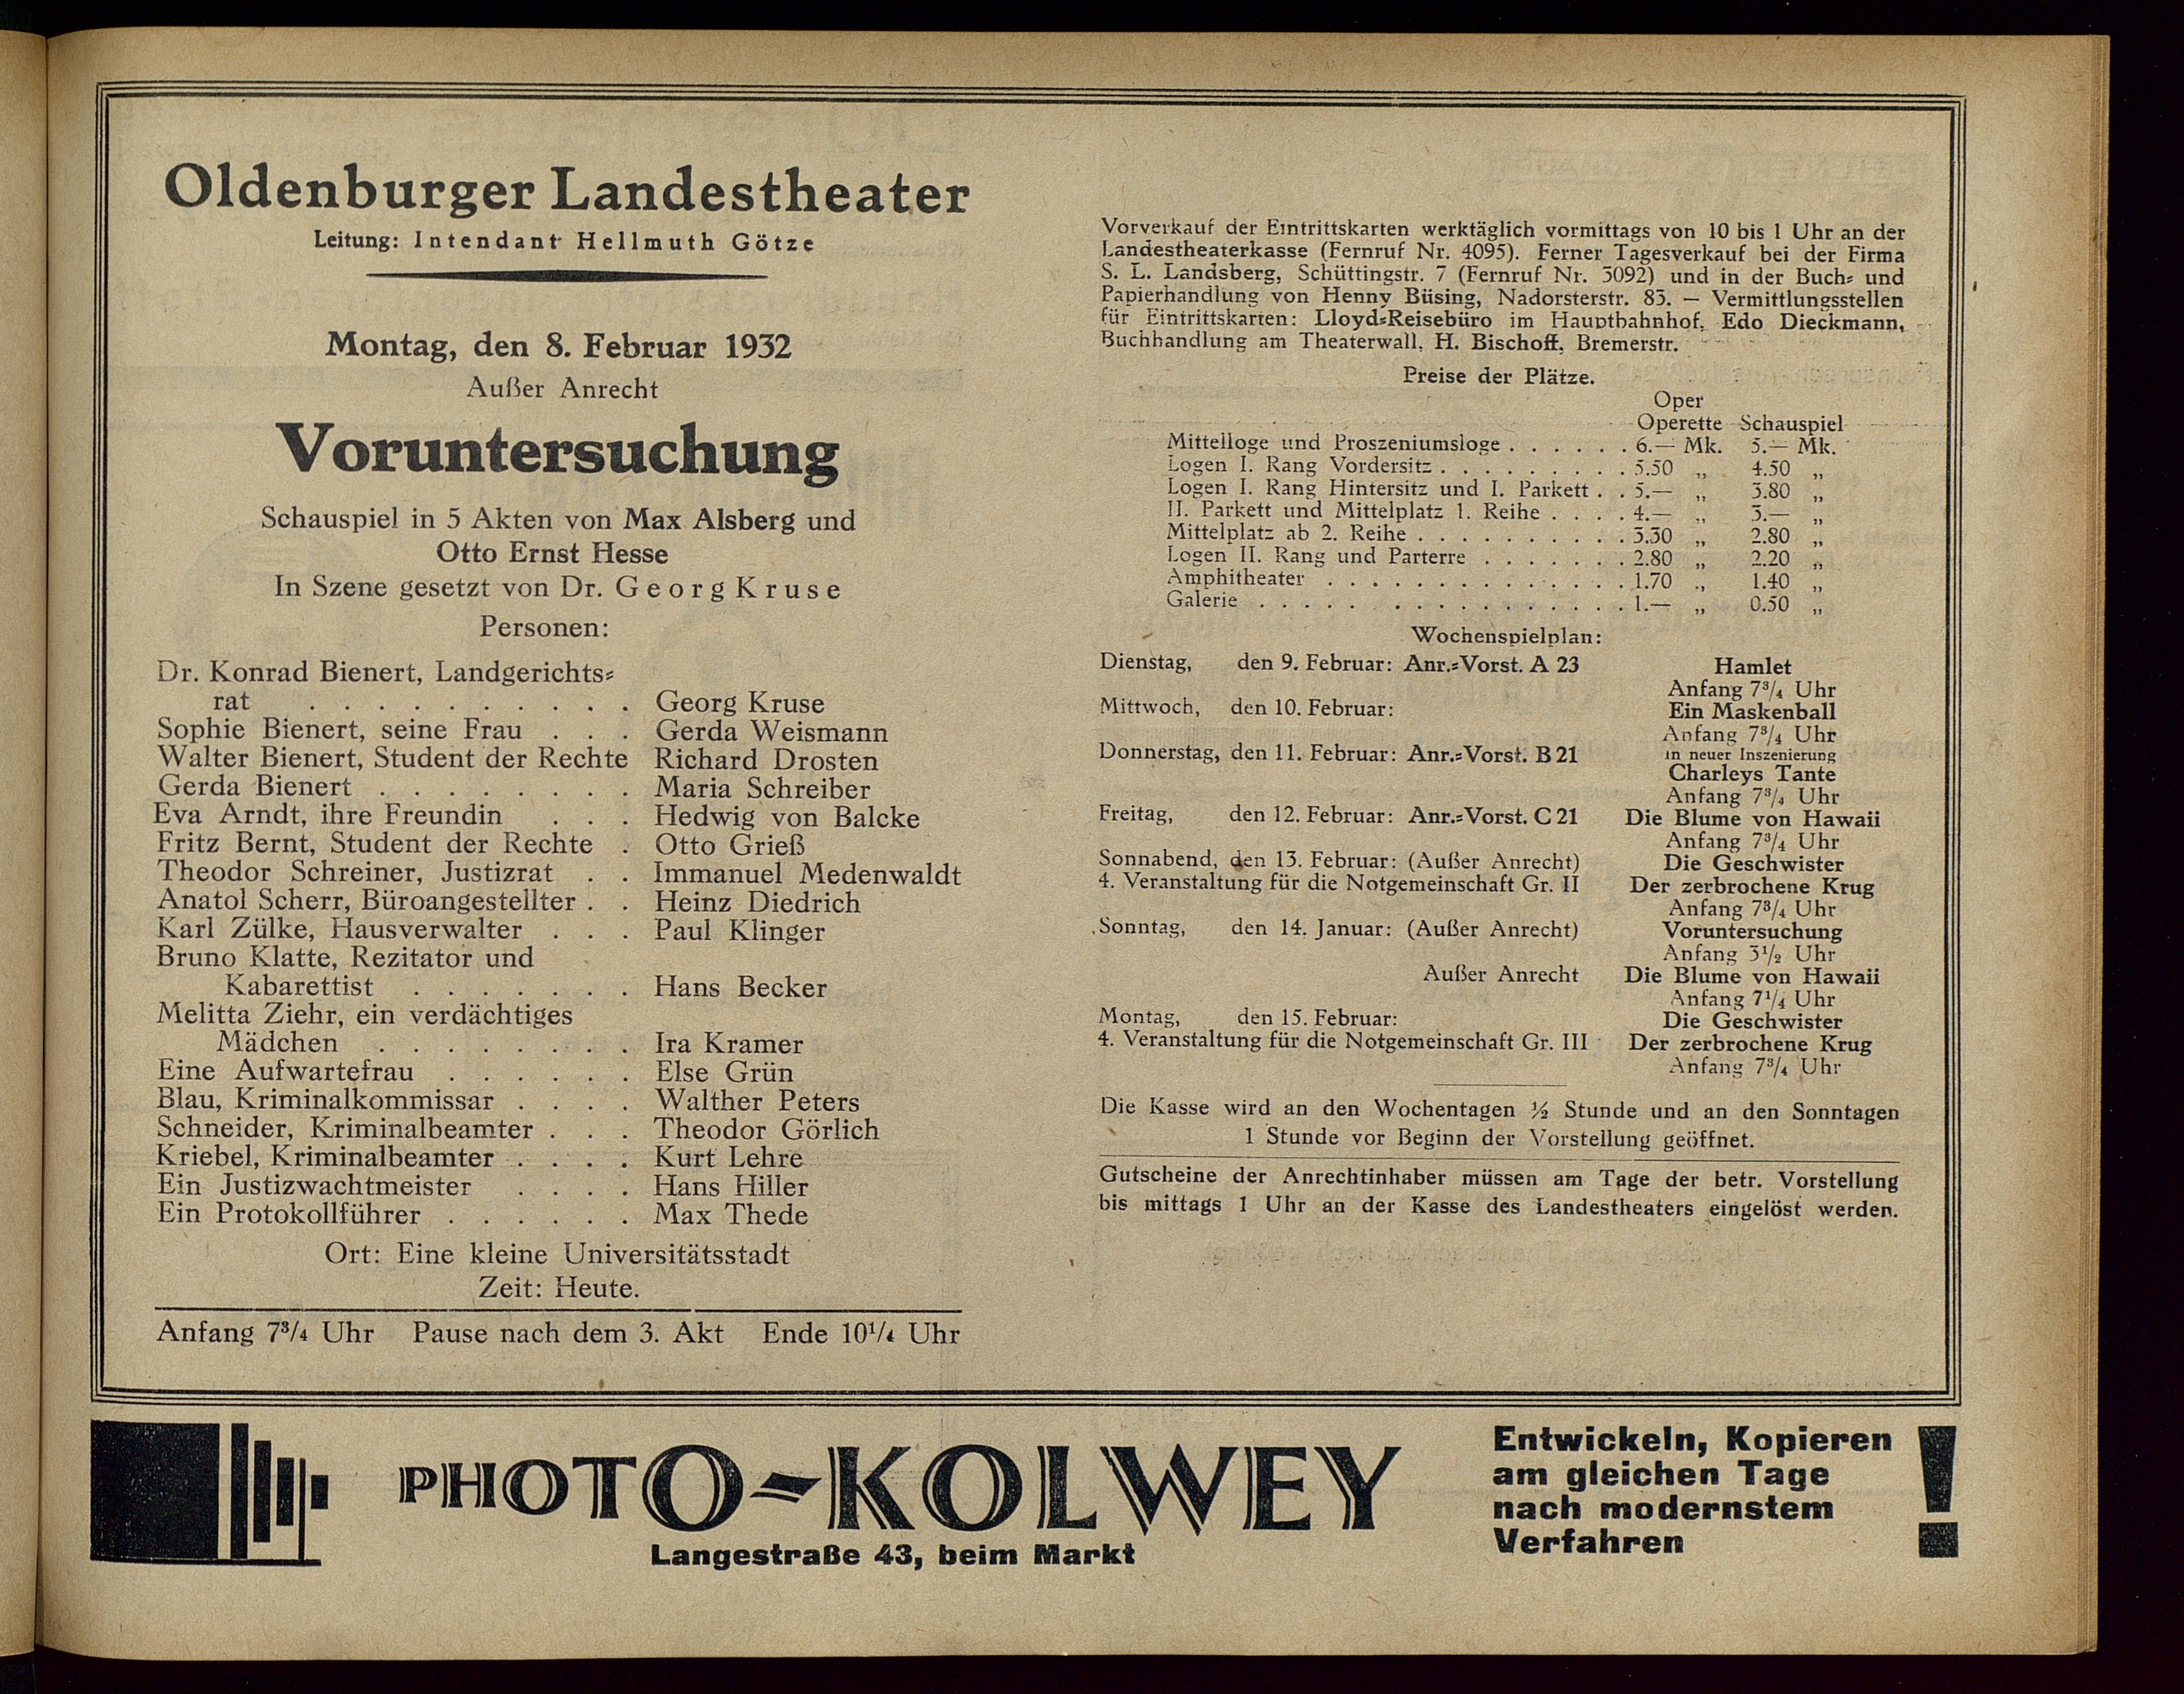 Oldenburger Landestheater
Leitung: Intendant Hellmuth Götze
Montag, den 8. Februar 1932
Außer Anrecht
Voruntersuchung
Schauspiel in 5 Akten von Max Alsberg und
Otto Ernst Hesse
In Szene gesetzt von Dr. Georg Kruse
Personen:
Dr. Konrad Bienert, Landgerichts-
rat . . . . . . . . . . Georg Kruse
Sophie Bienert, seine Frau . . . Gerda Weismann
Walter Bienert, Student der Rechte Richard Drosten
Gerda Bienert . . . . . . . . Maria Schreiber
Eva Arndt, ihre Freundin . . . Hedwig von Balcke
Fritz Bernt, Student der Rechte . Otto Grieß
Theodor Schreiner, Justizrat . . Immanuel Medenwaldt
Anatol Scherr, Büroangestellter . . Heinz Diedrich
Karl Zülke, Hausverwalter . . . Paul Klinger
Bruno Klatte, Rezitator und
Kabarettist . . . . . . . Hans Becker
Melitta Ziehr, ein verdächtiges
Mädchen . . . . . . . . Ira Kramer
Eine Aufwartefrau . . . . . . Else Grün
Blau, Kriminalkommissar . . . . Walther Peters
Schneider, Kriminalbeamter . . . Theodor Görlich
Kriebel, Kriminalbeamter . . . . Kurt Lehre
Ein Justizwachtmeister . . . . Hans Hiller
Ein Protokollführer . . . . . . Max Thede
Ort: Eine kleine Universitätsstadt
Zeit: Heute.
Anfang 7¾ Uhr Pause nach dem 3. Akt Ende 10¼ Uhr
Vorverkauf der Eintrittskarten werktäglich vormittags von 10 bis 1 Uhr an der
Landestheaterkasse (Fernruf Nr. 4095). Ferner Tagesverkauf bei der Firma
S. L. Landsberg, Schüttingstr. 7 (Fernruf Nr. 3092) und in der Buch- und
Papierhandlung von Henny Büsing, Nadorsterstr. 83. — Vermittlungsstellen
für Eintrittskarten: Lloyd-Reisebüro im Hauptbahnhof, Edo Dieckmann,
Buchhandlung am Theaterwall, H. Bischoff, Bremerstr.
Preise der Plätze.
Oper
Operette Schauspiel
Mittelloge und Proszeniumsloge . . . . . . 6.— Mk. 5.— Mk.
Logen I. Rang Vordersitz . . . . . . . . . 5.50 „ 4.50 „
Logen I. Rang Hintersitz und I. Parkett . . 5.— „ 3.80 „
II. Parkett und Mittelplatz 1. Reihe . . . . 4.— „ 3.— „
Mittelplatz ab 2. Reihe . . . . . . . . . . 3.30 „ 2.80 „
Logen II. Rang und Parterre . . . . . . . 2.80 „ 2.20 „
Amphitheater . . . . . . . . . . . . . . 1.70 „ 1.40 „
Galerie . . . . . . . . . . . . . . . . 1.— „ 0.50 „
Wochenspielplan:
Dienstag, den 9. Februar: Anr.-Vorst. A 23 Hamlet
Anfang 7¾ Uhr
Mittwoch, den 10. Februar: Ein Maskenball
Anfang 7¾ Uhr
Donnerstag, den 11. Februar: Anr.-Vorst. B 21 in neuer Inszenierung
Charleys Tante
Anfang 7¾ Uhr
Freitag, den 12. Februar: Anr.-Vorst. C 21 Die Blume von Hawaii
Anfang 7¾ Uhr
Sonnabend, den 13. Februar: (Außer Anrecht) Die Geschwister
4. Veranstaltung für die Notgemeinschaft Gr. II Der zerbrochene Krug
Anfang 7¾ Uhr
Sonntag, den 14. Januar: (Außer Anrecht) Voruntersuchung
Anfang 3½ Uhr
Außer Anrecht Die Blume von Hawaii
Anfang 7¼ Uhr
Montag, den 15. Februar: Die Geschwister
4. Veranstaltung für die Notgemeinschaft Gr. III Der zerbrochene Krug
Anfang 7¾ Uhr
Die Kasse wird an den Wochentagen ½ Stunde und an den Sonntagen
1 Stunde vor Beginn der Vorstellung geöffnet.
Gutscheine der Anrechtinhaber müssen am Tage der betr. Vorstellung
bis mittags 1 Uhr an der Kasse des Landestheaters eingelöst werden.
PHOTO-KOLWEY
Langestraße 43, beim Markt
Entwickeln, Kopieren
am gleichen Tage
nach modernstem
Verfahren !